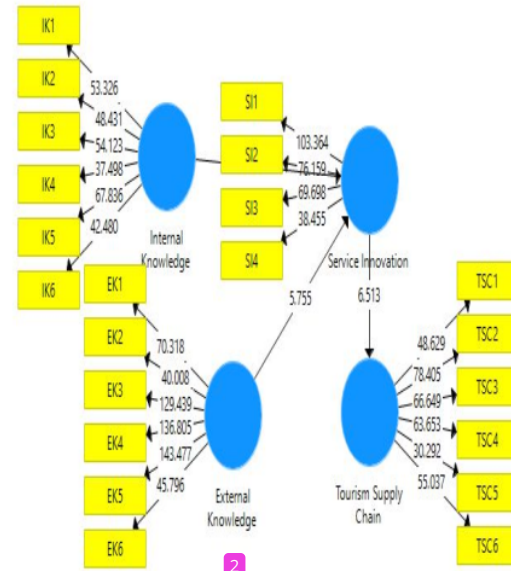 IK1
IK2
IK3
IK4
IK5
IK6
53.326
48.431
54.123
37.498
67.836
42.480
Internal
Knowledge
SI1
SI2
SI3
SI4
103.364
76.159
69.698
38.455
Service Innovation
5.755
6.513
EK1
EK2
EK3
EK4
EK5
EK6
70.318
40.008
129.439
136.805
143.477
45.796
External
Knowledge
Tourism Supply
Chain
48.629
78.405
66.649
63.653
30.292
55.037
TSC1
TSC2
TSC3
TSC4
TSC5
TSC6
2